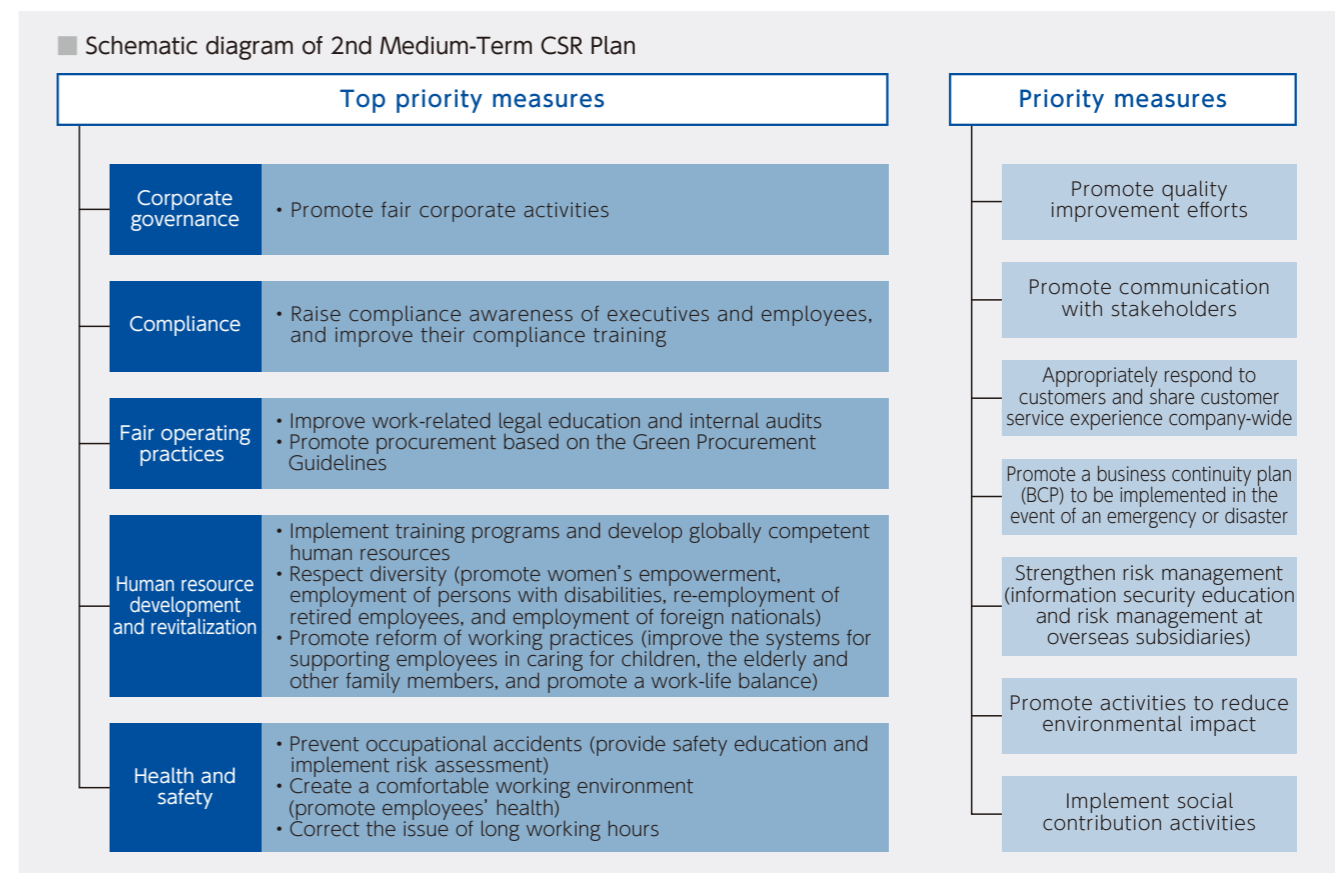 ■ Schematic diagram of 2nd Medium-Term CSR Plan
Top priority measures
Corporate
governance
・Promote fair corporate activities
Compliance
・Raise compliance awareness of executives and employees,
and improve their compliance training
Fair operating
practices
・Improve work-related legal education and internal audits
・Promote procurement based on the Green Procurement
Guidelines
Human resource
development
and revitalization
・Implement training programs and develop globally competent
human resources
・Respect diversity (promote women's empowerment,
employment of persons with disabilities, re-employment of
retired employees, and employment of foreign nationals)
・Promote reform of working practices (improve the systems for
supporting employees in caring for children, the elderly and
other family members, and promote a work-life balance)
Health and
safety
・Prevent occupational accidents (provide safety education and
implement risk assessment)
・Create a comfortable working environment
(promote employees' health)
・Correct the issue of long working hours
Priority measures
Promote quality
improvement efforts
Promote communication
with stakeholders
Appropriately respond to
customers and share customer
service experience company-wide
Promote a business continuity plan
(BCP) to be implemented in the
event of an emergency or disaster
Strengthen risk management
(information security education
and risk management at
overseas subsidiaries)
Promote activities to reduce
environmental impact
Implement social
contribution activities